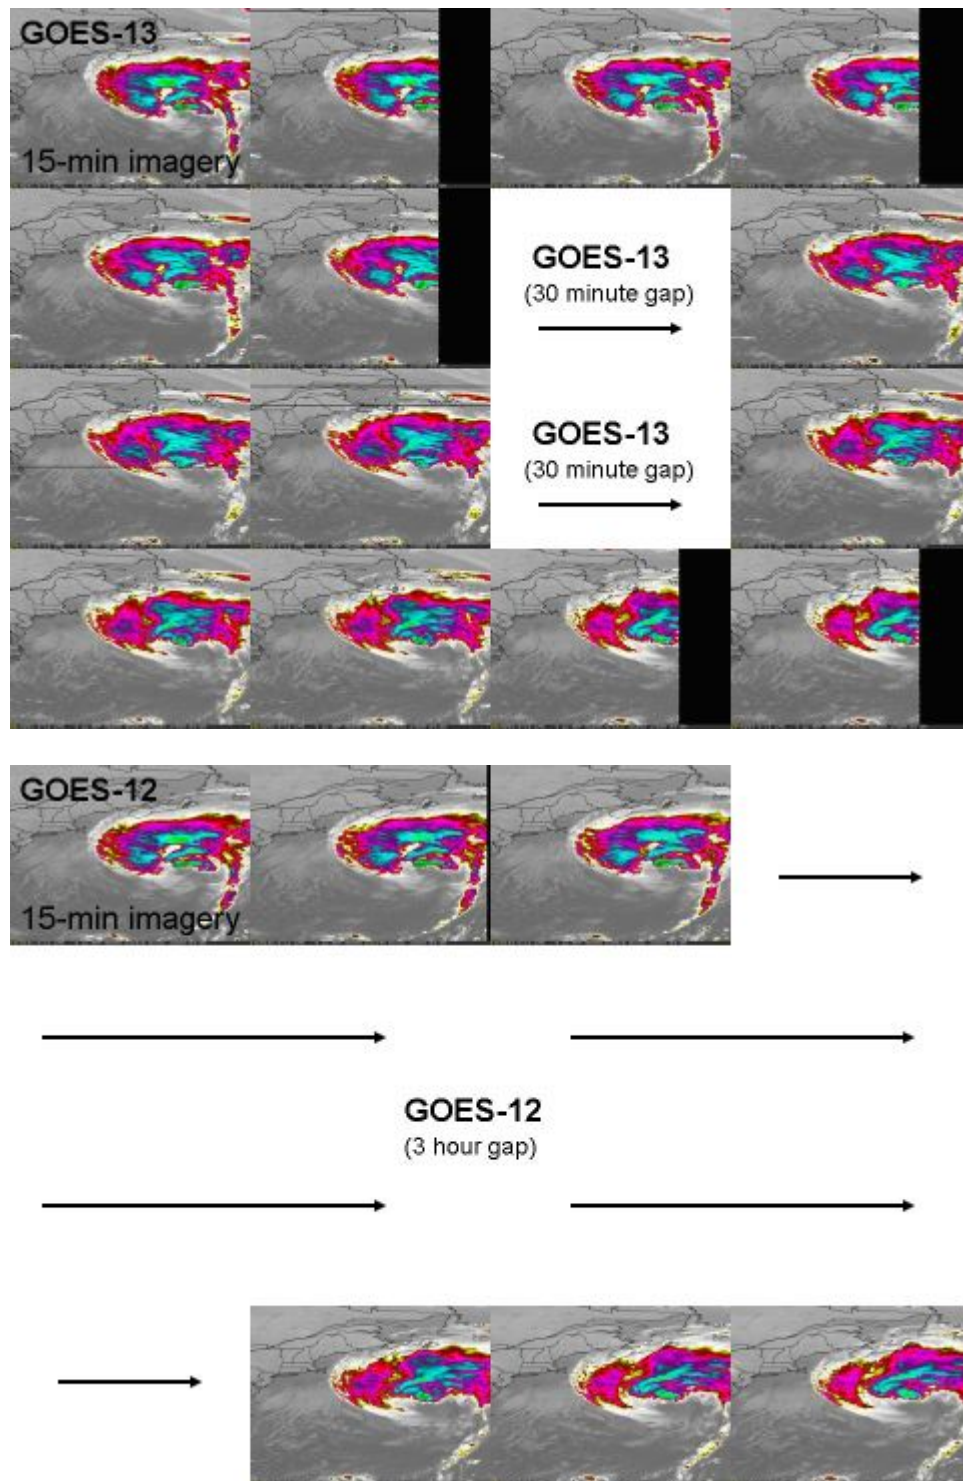 GOES-13
15-min imagery
GOES-13
(30 minute gap)
GOES-13
(30 minute gap)
GOES-12
15-min imagery
GOES-12
(3 hour gap)